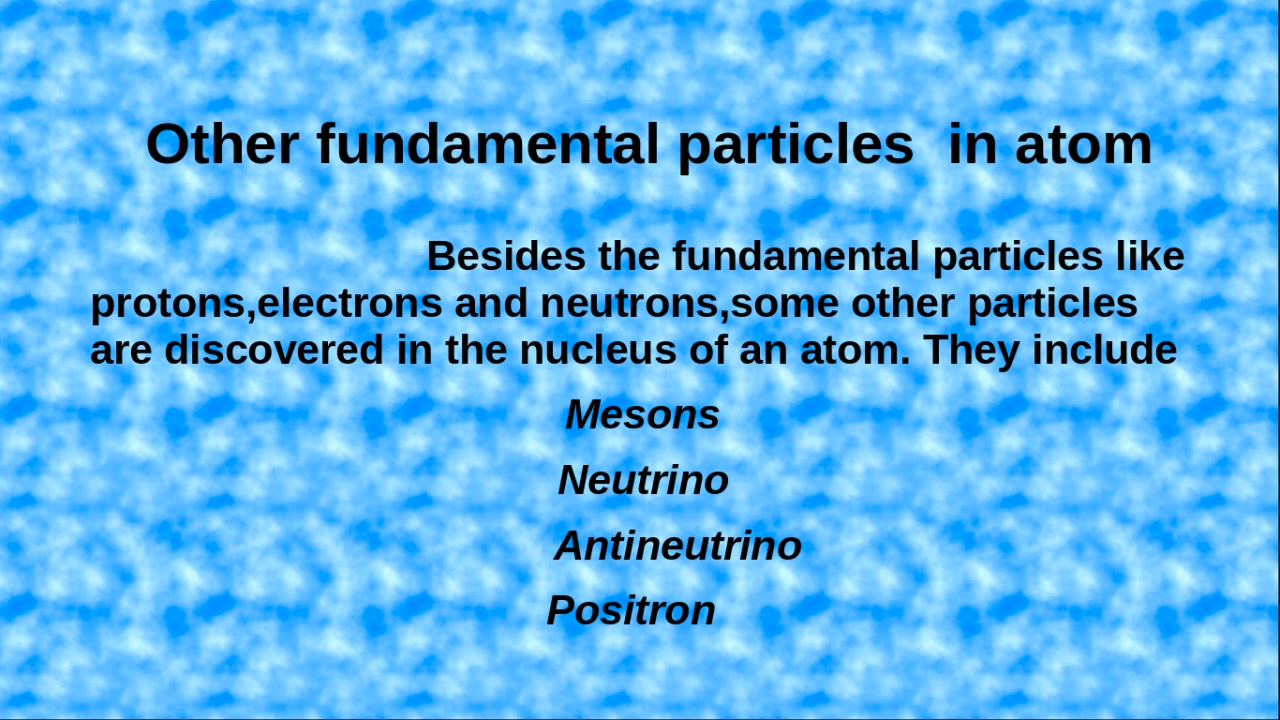 Other fundamental particles  in atom
Besides the fundamental particles like
protons,electrons and neutrons,some other particles
are discovered in the nucleus of an atom. They include
Mesons
Neutrino
Antineutrino
Positron